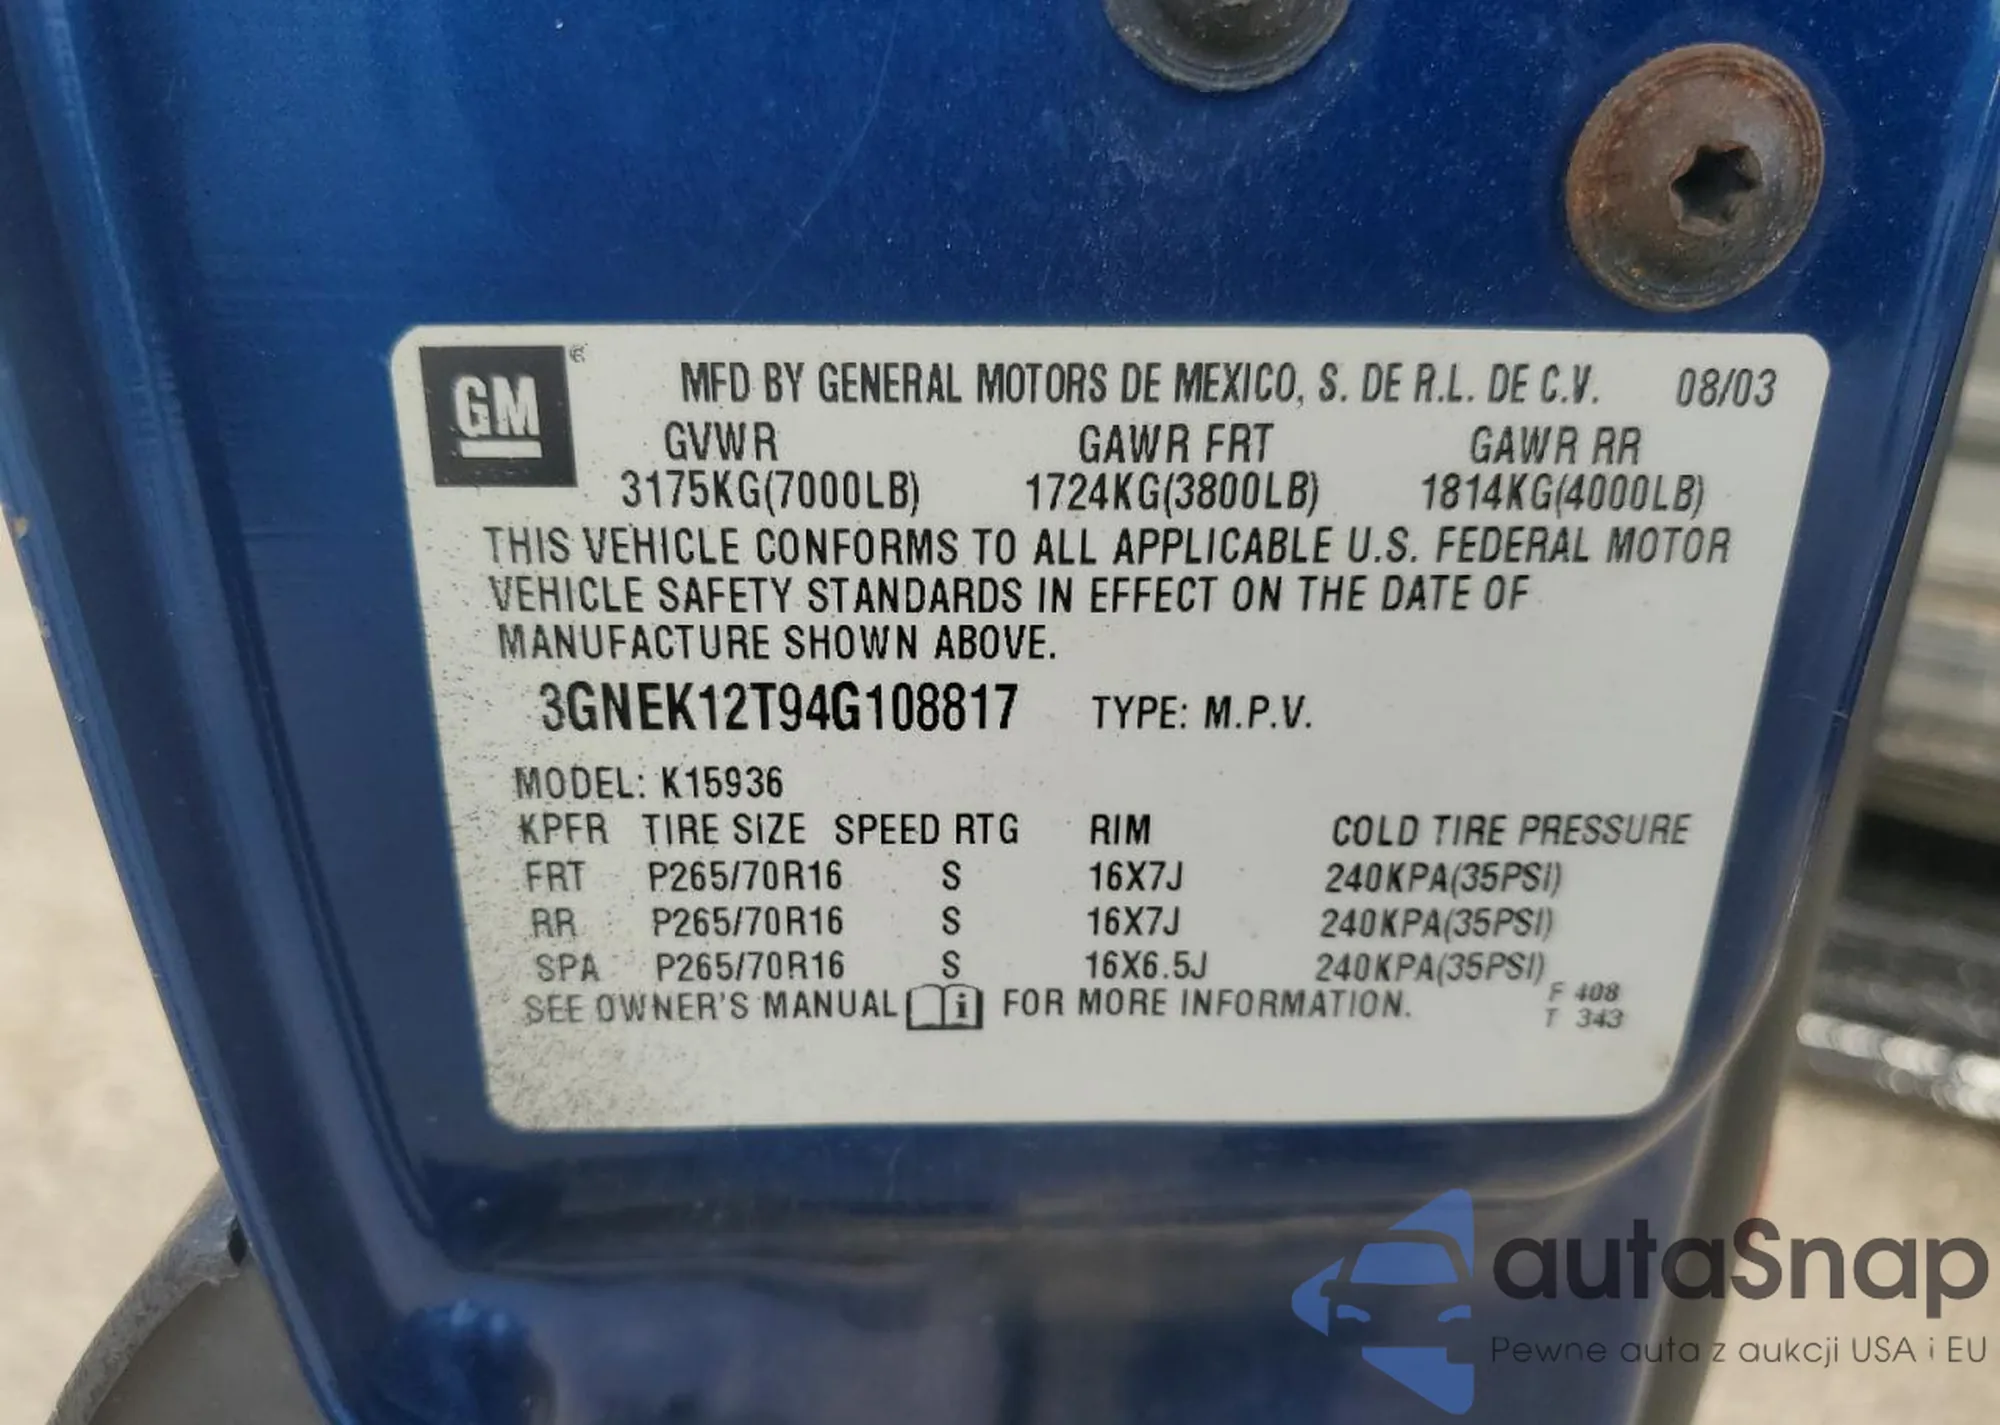 GM ®
MFD BY GENERAL MOTORS DE MEXICO, S. DE R.L. DE C.V. 08/03
GVWR GAWR FRT GAWR RR
3175KG(7000LB) 1724KG(3800LB) 1814KG(4000LB)
THIS VEHICLE CONFORMS TO ALL APPLICABLE U.S. FEDERAL MOTOR
VEHICLE SAFETY STANDARDS IN EFFECT ON THE DATE OF
MANUFACTURE SHOWN ABOVE.
3GNEK12T94G108817 TYPE: M.P.V.
MODEL: K15936
KPFR TIRE SIZE SPEED RTG RIM COLD TIRE PRESSURE
FRT P265/70R16 S 16X7J 240KPA(35PSI)
RR P265/70R16 S 16X7J 240KPA(35PSI)
SPA P265/70R16 S 16X6.5J 240KPA(35PSI)
SEE OWNER'S MANUAL i FOR MORE INFORMATION.
F 408
T 343
autaSnap
Pewne auta z aukcji USA i EU